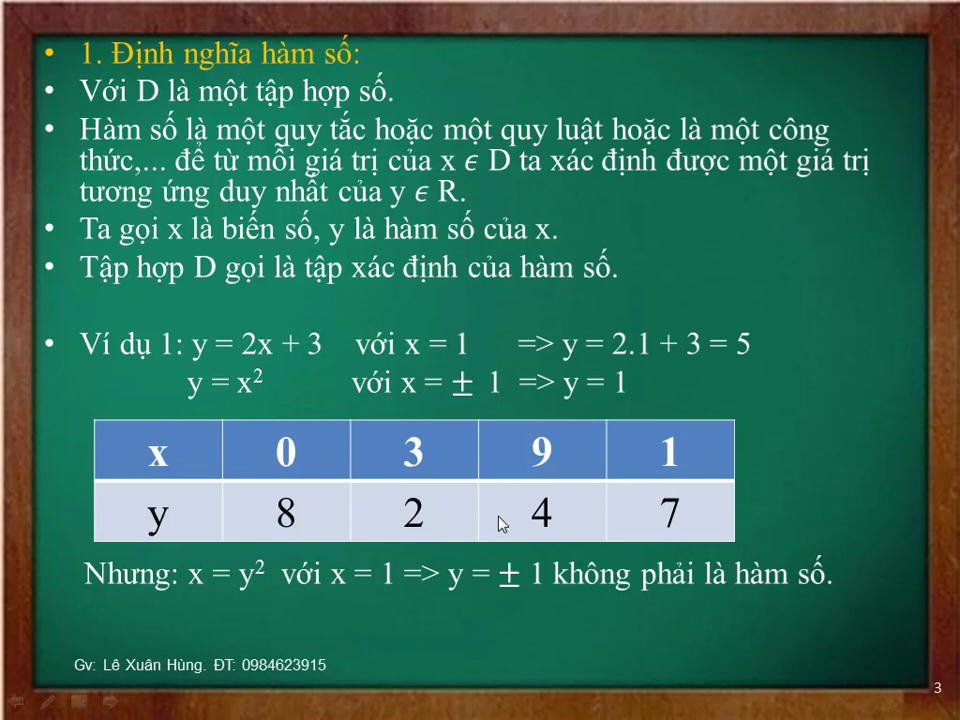 • 1. Định nghĩa hàm số:
• Với D là một tập hợp số.
• Hàm số là một quy tắc hoặc một quy luật hoặc là một công
thức,... để từ mỗi giá trị của x ϵ D ta xác định được một giá trị
tương ứng duy nhất của y ϵ R.
• Ta gọi x là biến số, y là hàm số của x.
• Tập hợp D gọi là tập xác định của hàm số.
• Ví dụ 1: y = 2x + 3 với x = 1 => y = 2.1 + 3 = 5
y = x² với x = ± 1 => y = 1
x 0 3 9 1
y 8 2 4 7
Nhưng: x = y² với x = 1 => y = ± 1 không phải là hàm số.
Gv: Lê Xuân Hùng. ĐT: 0984623915
3